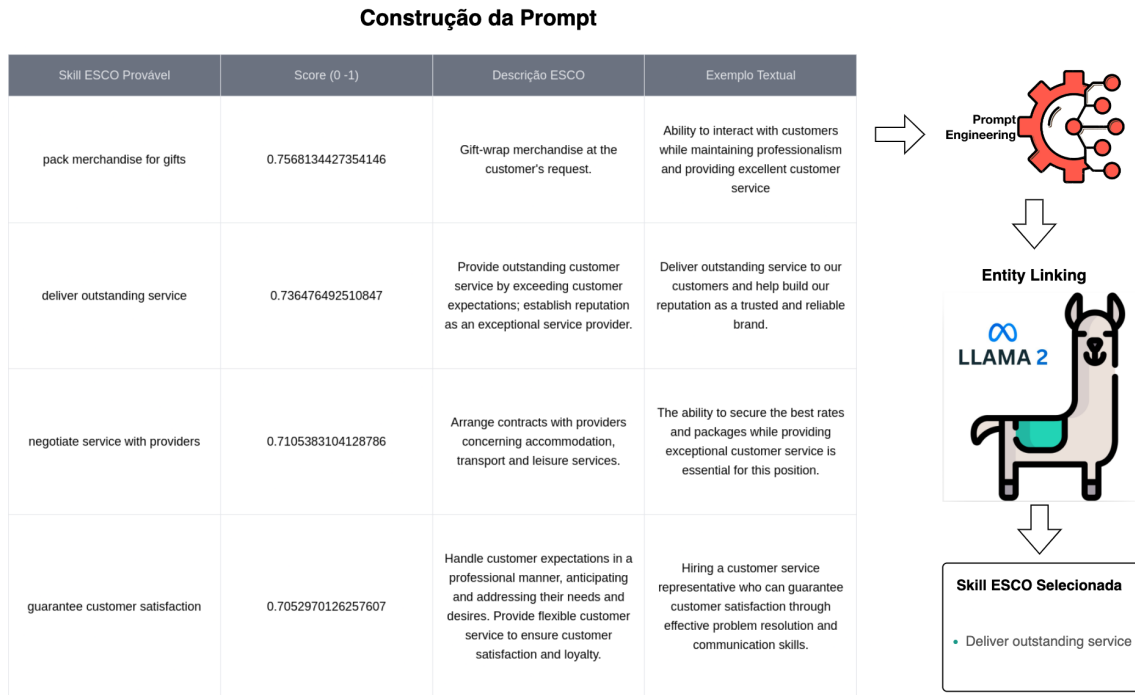 Construção da Prompt
Skill ESCO Provável
Score (0 -1)
Descrição ESCO
Exemplo Textual
pack merchandise for gifts
0.7568134427354146
Gift-wrap merchandise at the
customer's request.
Ability to interact with customers
while maintaining professionalism
and providing excellent customer
service
deliver outstanding service
0.736476492510847
Provide outstanding customer
service by exceeding customer
expectations; establish reputation
as an exceptional service provider.
Deliver outstanding service to our
customers and help build our
reputation as a trusted and reliable
brand.
negotiate service with providers
0.7105383104128786
Arrange contracts with providers
concerning accommodation,
transport and leisure services.
The ability to secure the best rates
and packages while providing
exceptional customer service is
essential for this position.
guarantee customer satisfaction
0.7052970126257607
Handle customer expectations in a
professional manner, anticipating
and addressing their needs and
desires. Provide flexible customer
service to ensure customer
satisfaction and loyalty.
Hiring a customer service
representative who can guarantee
customer satisfaction through
effective problem resolution and
communication skills.
Prompt
Engineering
Entity Linking
LLAMA 2
Skill ESCO Selecionada
• Deliver outstanding service